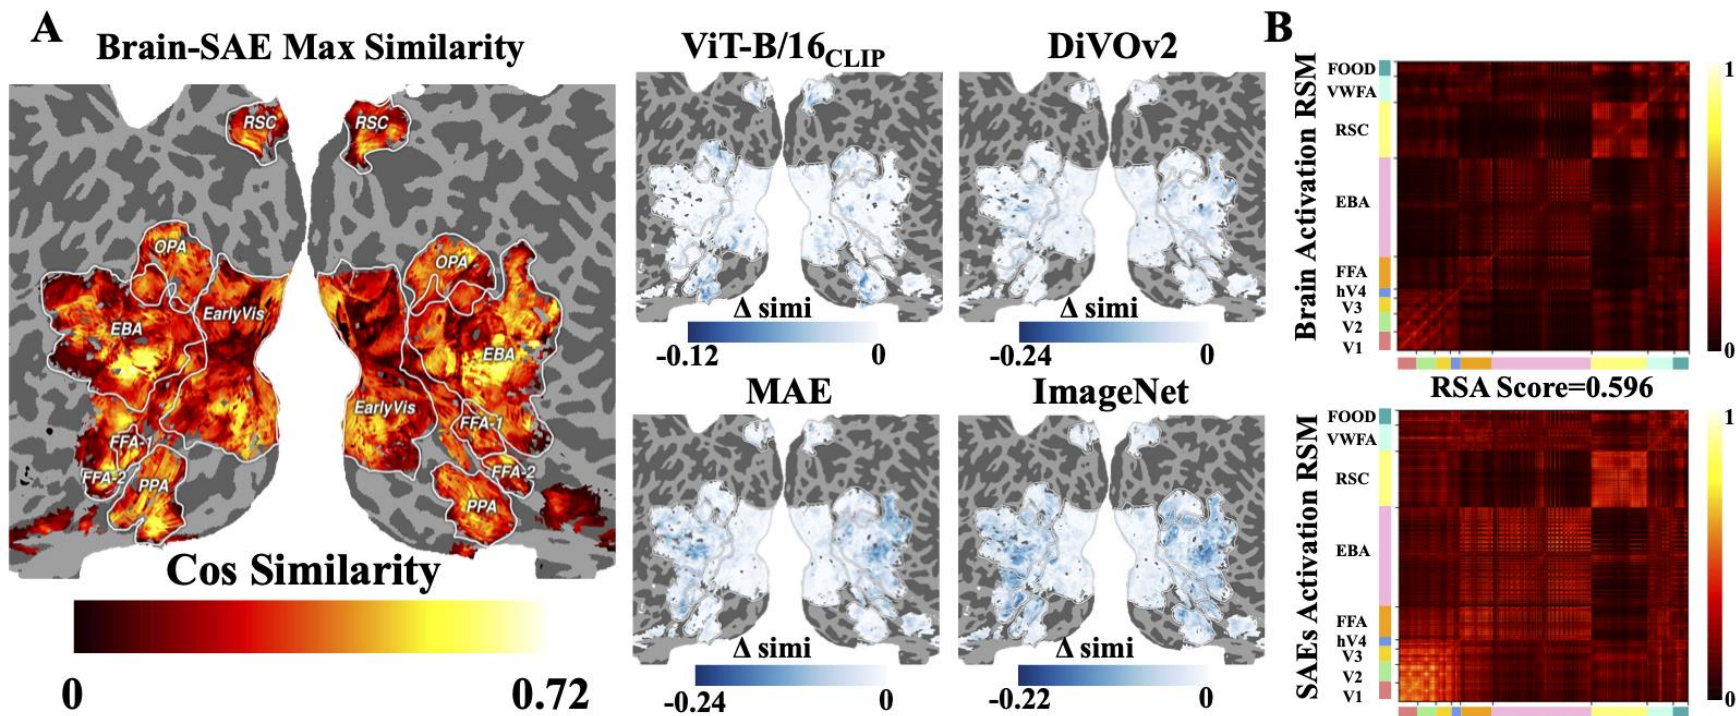 A
Brain-SAE Max Similarity
RSC
RSC
OPA
OPA
EarlyVis
EBA
EBA
EarlyVis
FFA-1
FFA-1
FFA-2
FFA-2
PPA
PPA
Cos Similarity
0
0.72
ViT-B/16CLIP
Δ simi
-0.12
0
DiVOv2
Δ simi
-0.24
0
MAE
Δ simi
-0.24
0
ImageNet
Δ simi
-0.22
0
B
Brain Activation RSM
FOOD
VWFA
RSC
EBA
FFA
hV4
V3
V2
V1
1
0
RSA Score=0.596
SAEs Activation RSM
FOOD
VWFA
RSC
EBA
FFA
hV4
V3
V2
V1
1
0